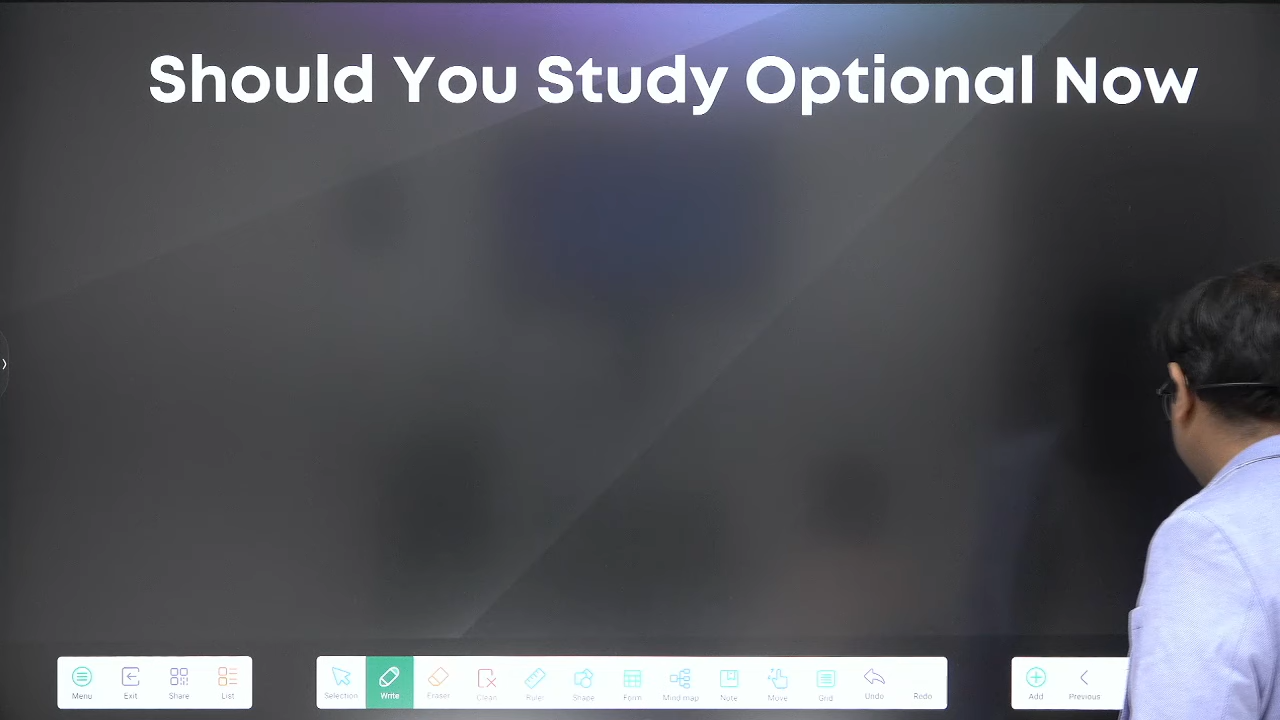 Should You Study Optional Now
Menu Exit Share List Selection Write Eraser Clean Ruler Shape Form Mind map Note Move Grid Undo Redo Add Previous